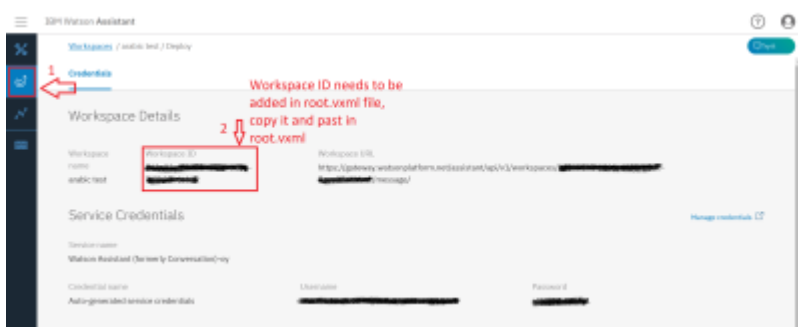 IBM Watson Assistant
Workspaces / arabic test / Deploy
1
Credentials
Workspace ID needs to be
added in root.vxml file,
copy it and past in
root.vxml
Workspace Details
2
Workspace
name
Workspace ID
Workspace URL
arabic test
https://gateway.watsonplatform.net/assistant/api/v1/workspaces/
/message/
Service Credentials
Manage credentials
Service name
Watson Assistant (formerly Conversation)-oy
Credential name
Username
Password
Auto-generated service credentials